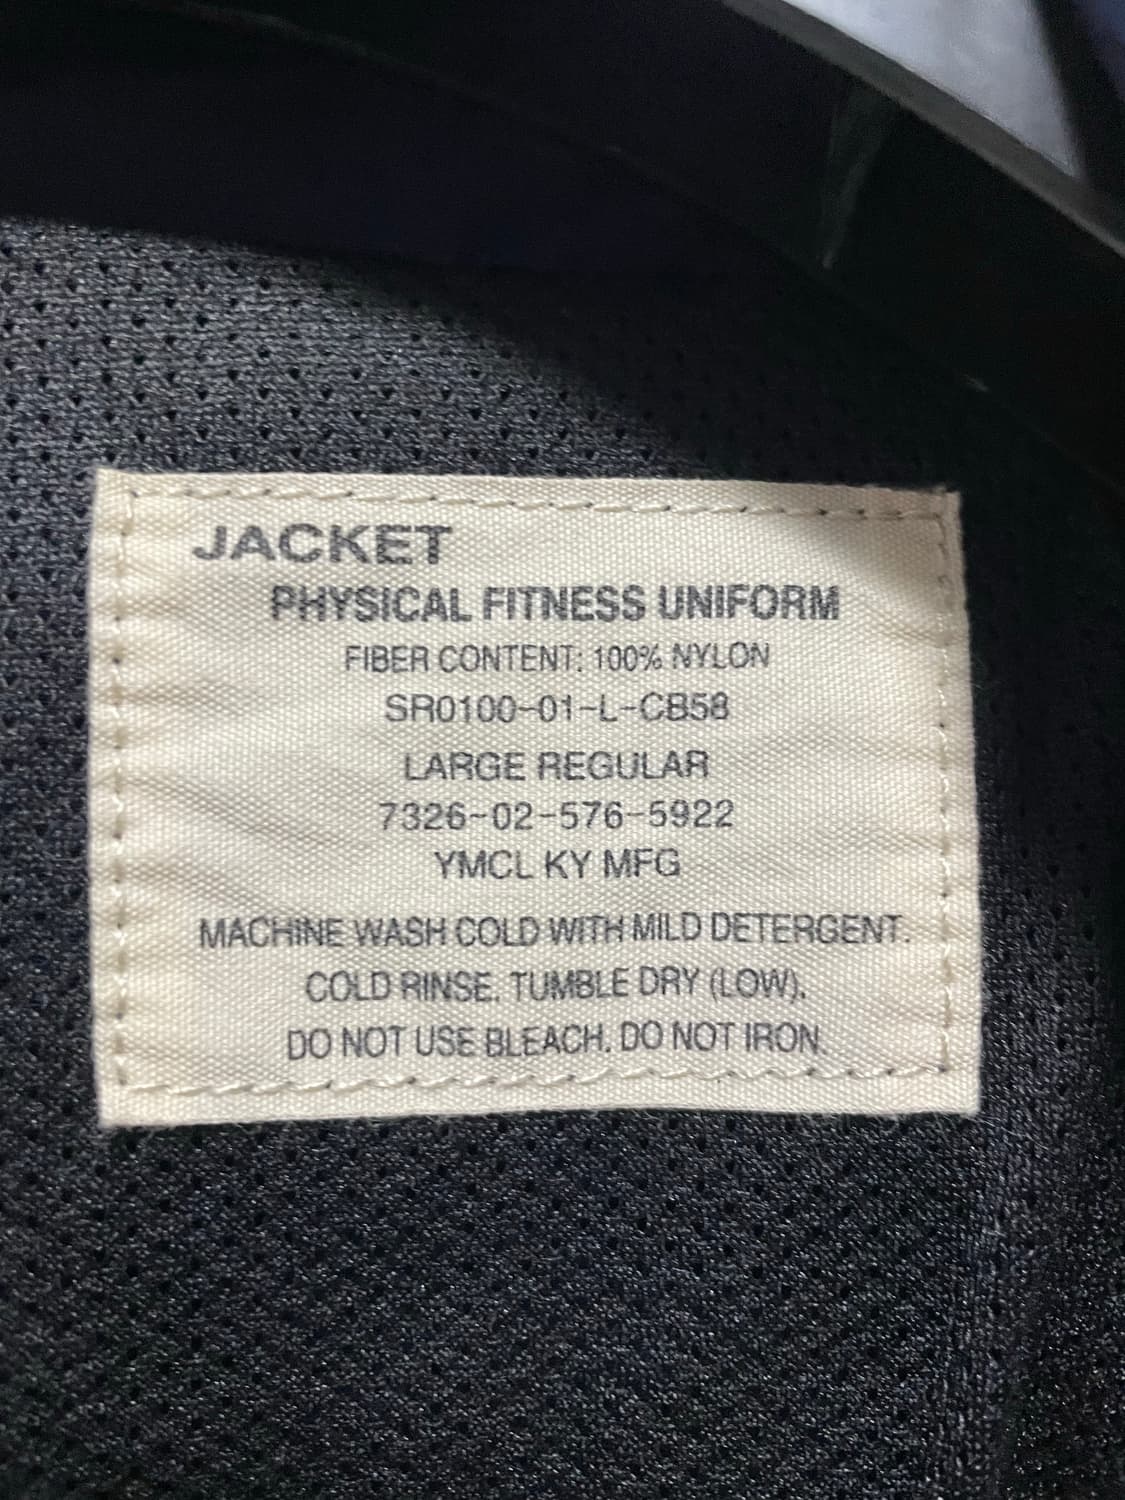 JACKET
PHYSICAL FITNESS UNIFORM
FIBER CONTENT: 100% NYLON
SR0100-01-L-CB58
LARGE REGULAR
7326-02-576-5922
YMCL KY MFG
MACHINE WASH COLD WITH MILD DETERGENT.
COLD RINSE. TUMBLE DRY (LOW).
DO NOT USE BLEACH. DO NOT IRON.